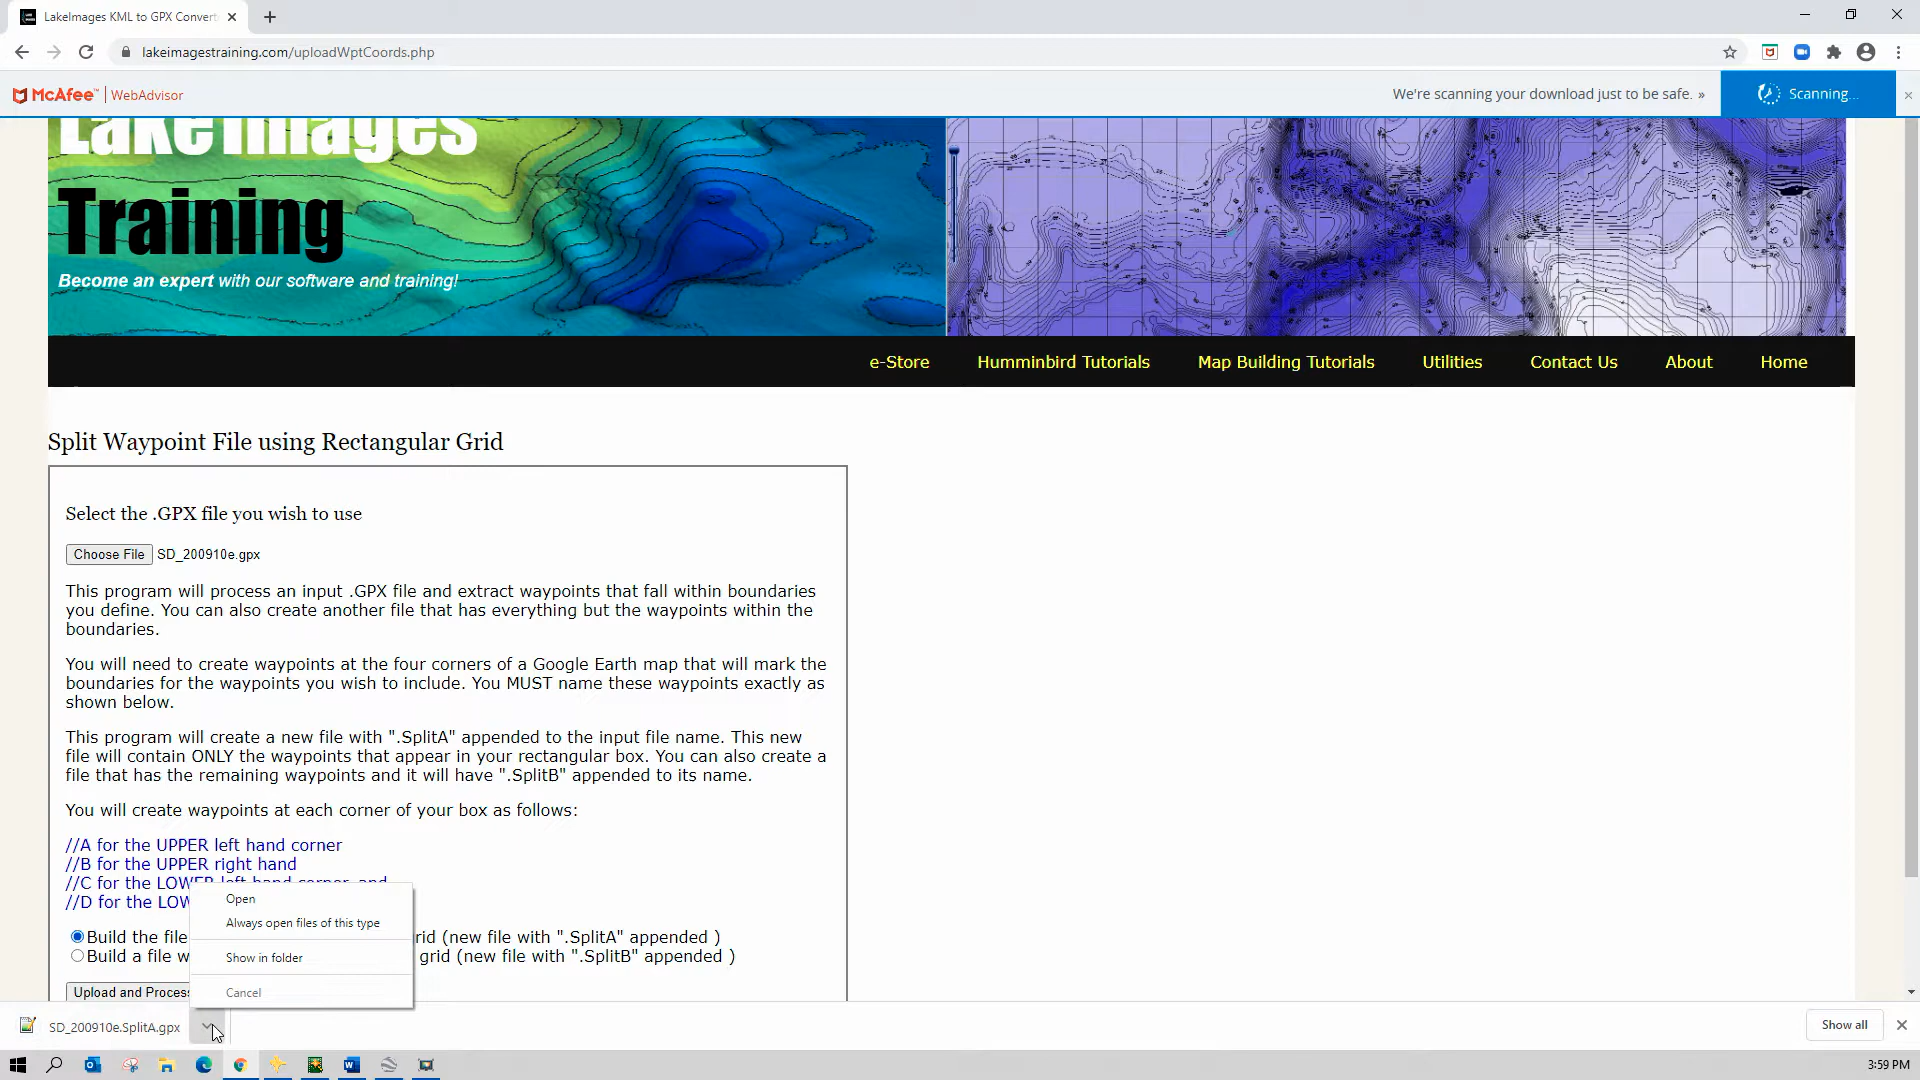 LakeImages KML to GPX Convert
lakeimagestraining.com/uploadWptCoords.php
McAfee™ | WebAdvisor
We're scanning your download just to be safe. »
Scanning...
LakeImages
Training
Become an expert with our software and training!
e-Store
Humminbird Tutorials
Map Building Tutorials
Utilities
Contact Us
About
Home
Split Waypoint File using Rectangular Grid
Select the .GPX file you wish to use
Choose File SD_200910e.gpx
This program will process an input .GPX file and extract waypoints that fall within boundaries
you define. You can also create another file that has everything but the waypoints within the
boundaries.
You will need to create waypoints at the four corners of a Google Earth map that will mark the
boundaries for the waypoints you wish to include. You MUST name these waypoints exactly as
shown below.
This program will create a new file with ".SplitA" appended to the input file name. This new
file will contain ONLY the waypoints that appear in your rectangular box. You can also create a
file that has the remaining waypoints and it will have ".SplitB" appended to its name.
You will create waypoints at each corner of your box as follows:
//A for the UPPER left hand corner
//B for the UPPER right hand
//C for the LOWER left hand corner, and
//D for the LOW
Build the file rid (new file with ".SplitA" appended )
Build a file w grid (new file with ".SplitB" appended )
Upload and Process
Open
Always open files of this type
Show in folder
Cancel
SD_200910e.SplitA.gpx
Show all
3:59 PM